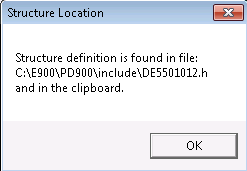 Structure Location
Structure definition is found in file:
C:\E900\PD900\include\DE5501012.h
and in the clipboard.
OK